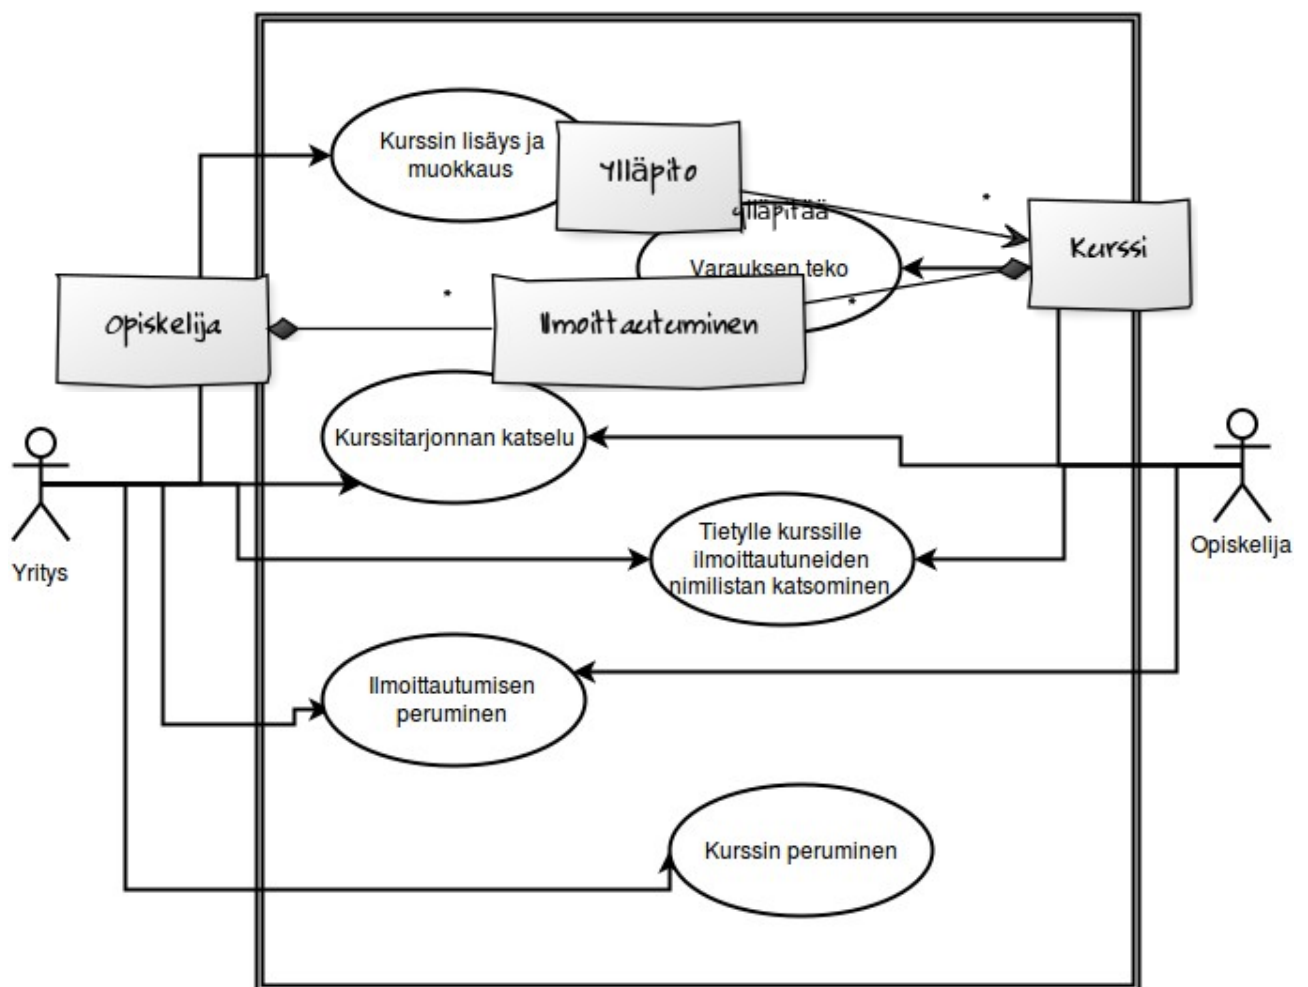 Kurssin lisäys ja
muokkaus
Ylläpito
*
ylläpitää
Kurssi
Varauksen teko
*
*
Opiskelija
Ilmoittautuminen
Kurssitarjonnan katselu
Tietylle kurssille
ilmoittautuneiden
nimilistan katsominen
Opiskelija
Yritys
Ilmoittautumisen
peruminen
Kurssin peruminen